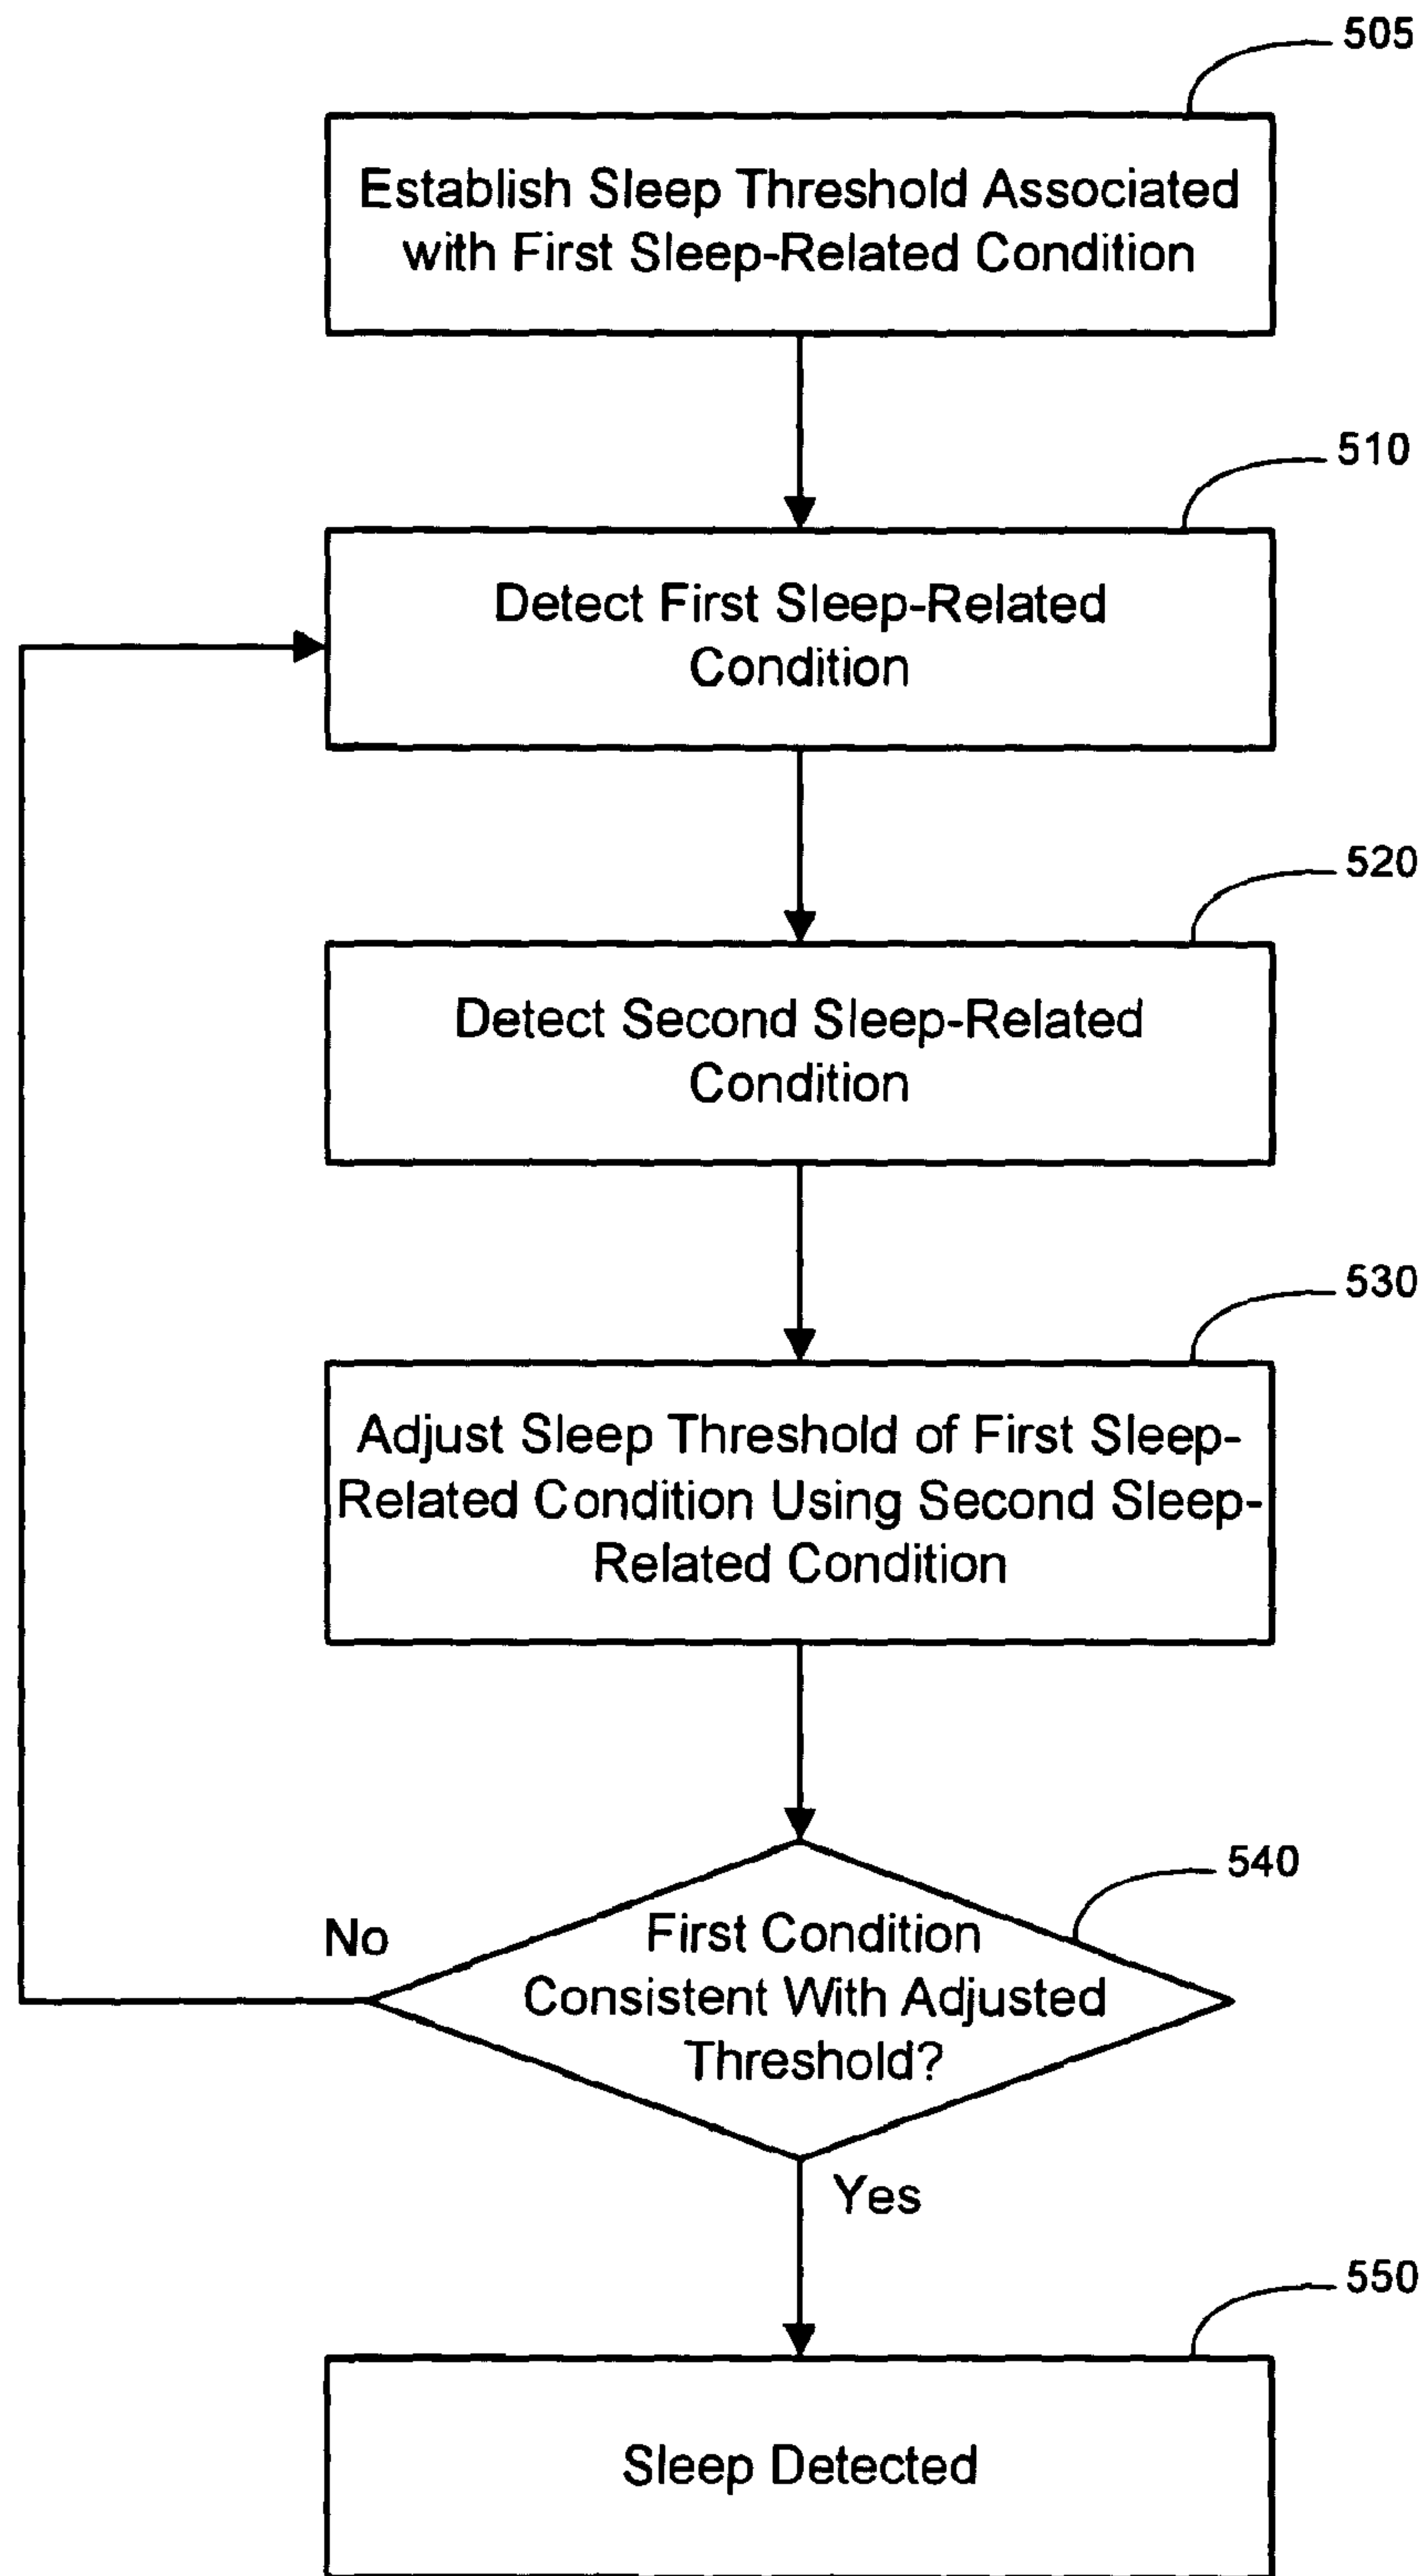 505
Establish Sleep Threshold Associated
with First Sleep-Related Condition
510
Detect First Sleep-Related
Condition
520
Detect Second Sleep-Related
Condition
530
Adjust Sleep Threshold of First Sleep-
Related Condition Using Second Sleep-
Related Condition
540
No
First Condition
Consistent With Adjusted
Threshold?
Yes
550
Sleep Detected